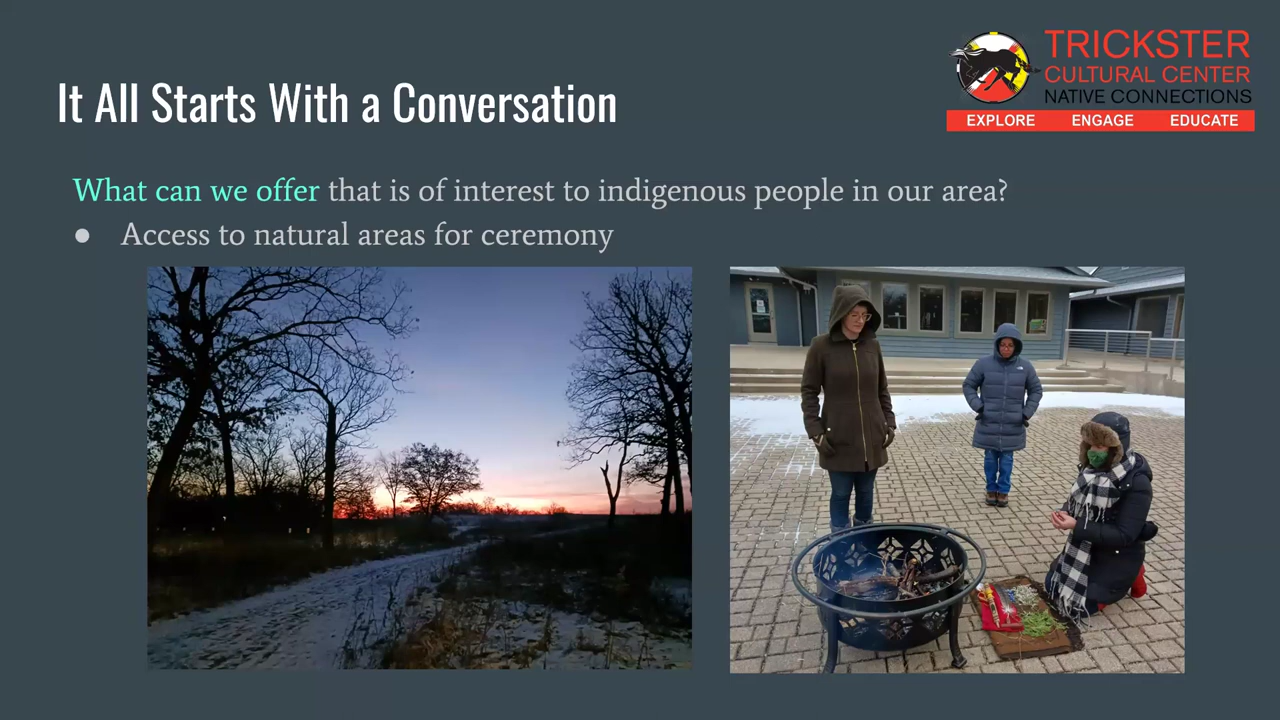 TRICKSTER
CULTURAL CENTER
NATIVE CONNECTIONS
EXPLORE ENGAGE EDUCATE
It All Starts With a Conversation
What can we offer that is of interest to indigenous people in our area?
● Access to natural areas for ceremony